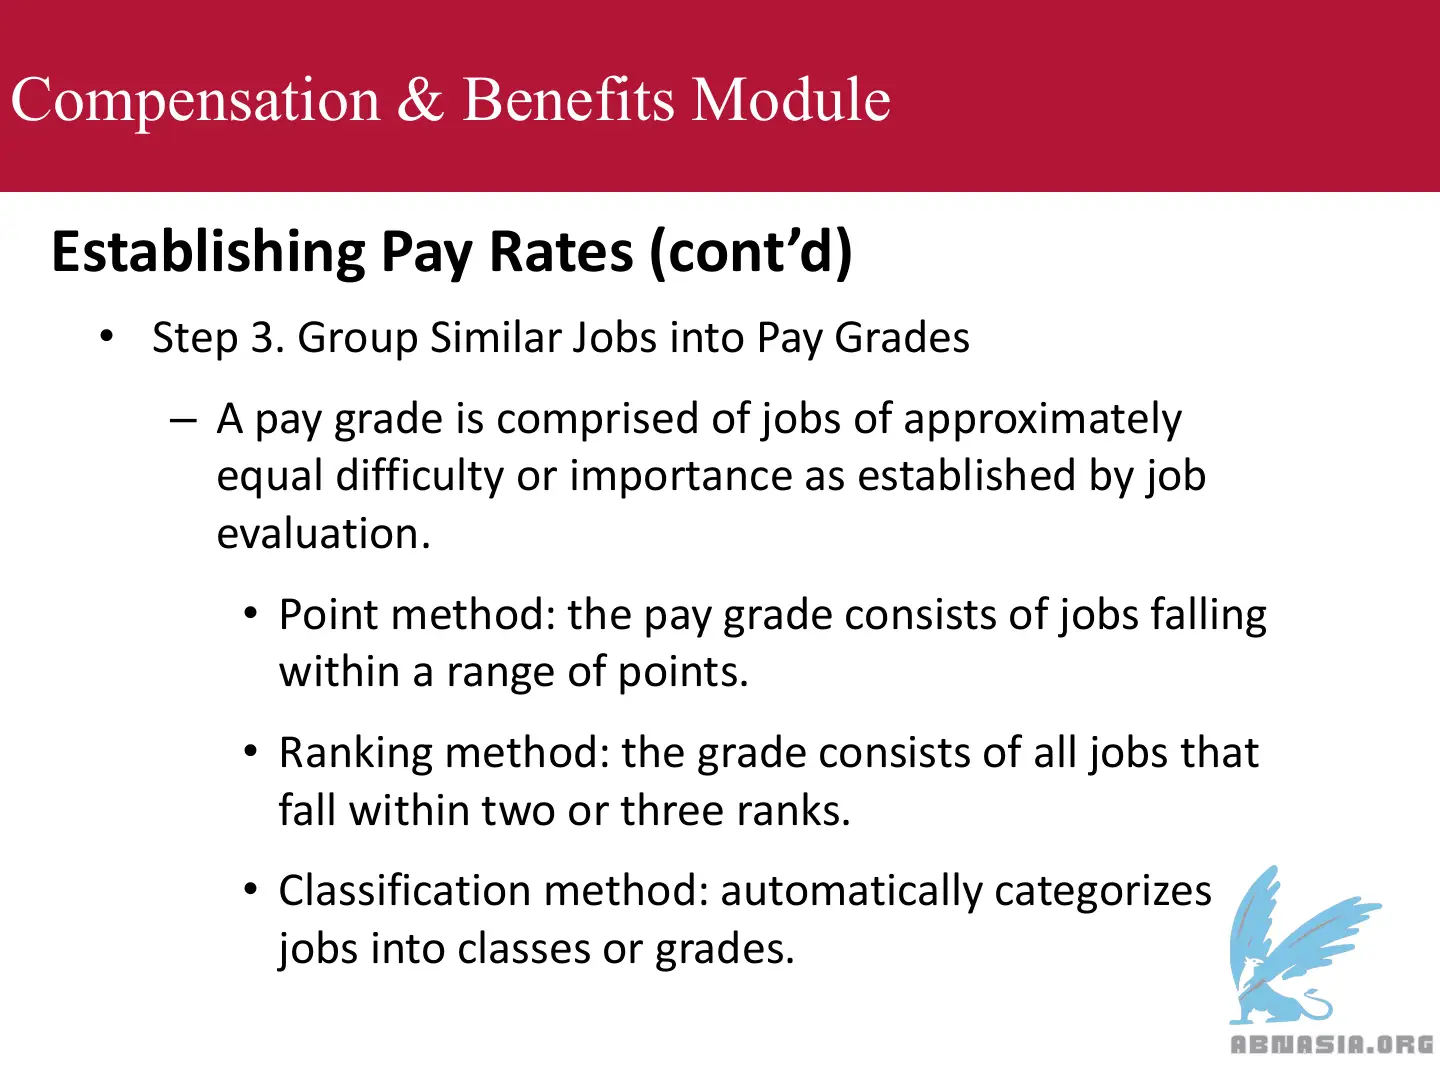 Compensation & Benefits Module
Establishing Pay Rates (cont’d)
• Step 3. Group Similar Jobs into Pay Grades
– A pay grade is comprised of jobs of approximately
equal difficulty or importance as established by job
evaluation.
• Point method: the pay grade consists of jobs falling
within a range of points.
• Ranking method: the grade consists of all jobs that
fall within two or three ranks.
• Classification method: automatically categorizes
jobs into classes or grades.
ABNASIA.ORG